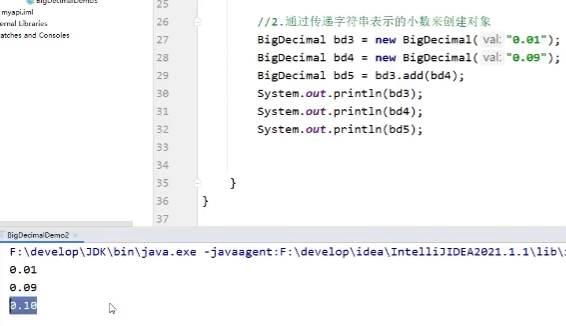 BigDecimalDemo3
myapi.iml
ernal Libraries
ratches and Consoles
25
26 //2.通过传递字符串表示的小数来创建对象
27 BigDecimal bd3 = new BigDecimal( val: "0.01");
28 BigDecimal bd4 = new BigDecimal( val: "0.09");
29 BigDecimal bd5 = bd3.add(bd4);
30 System.out.println(bd3);
31 System.out.println(bd4);
32 System.out.println(bd5);
33
34
35 }
36 }
37
BigDecimalDemo2 ×
F:\develop\JDK\bin\java.exe -javaagent:F:\develop\idea\IntelliJIDEA2021.1.1\lib\
0.01
0.09
0.10